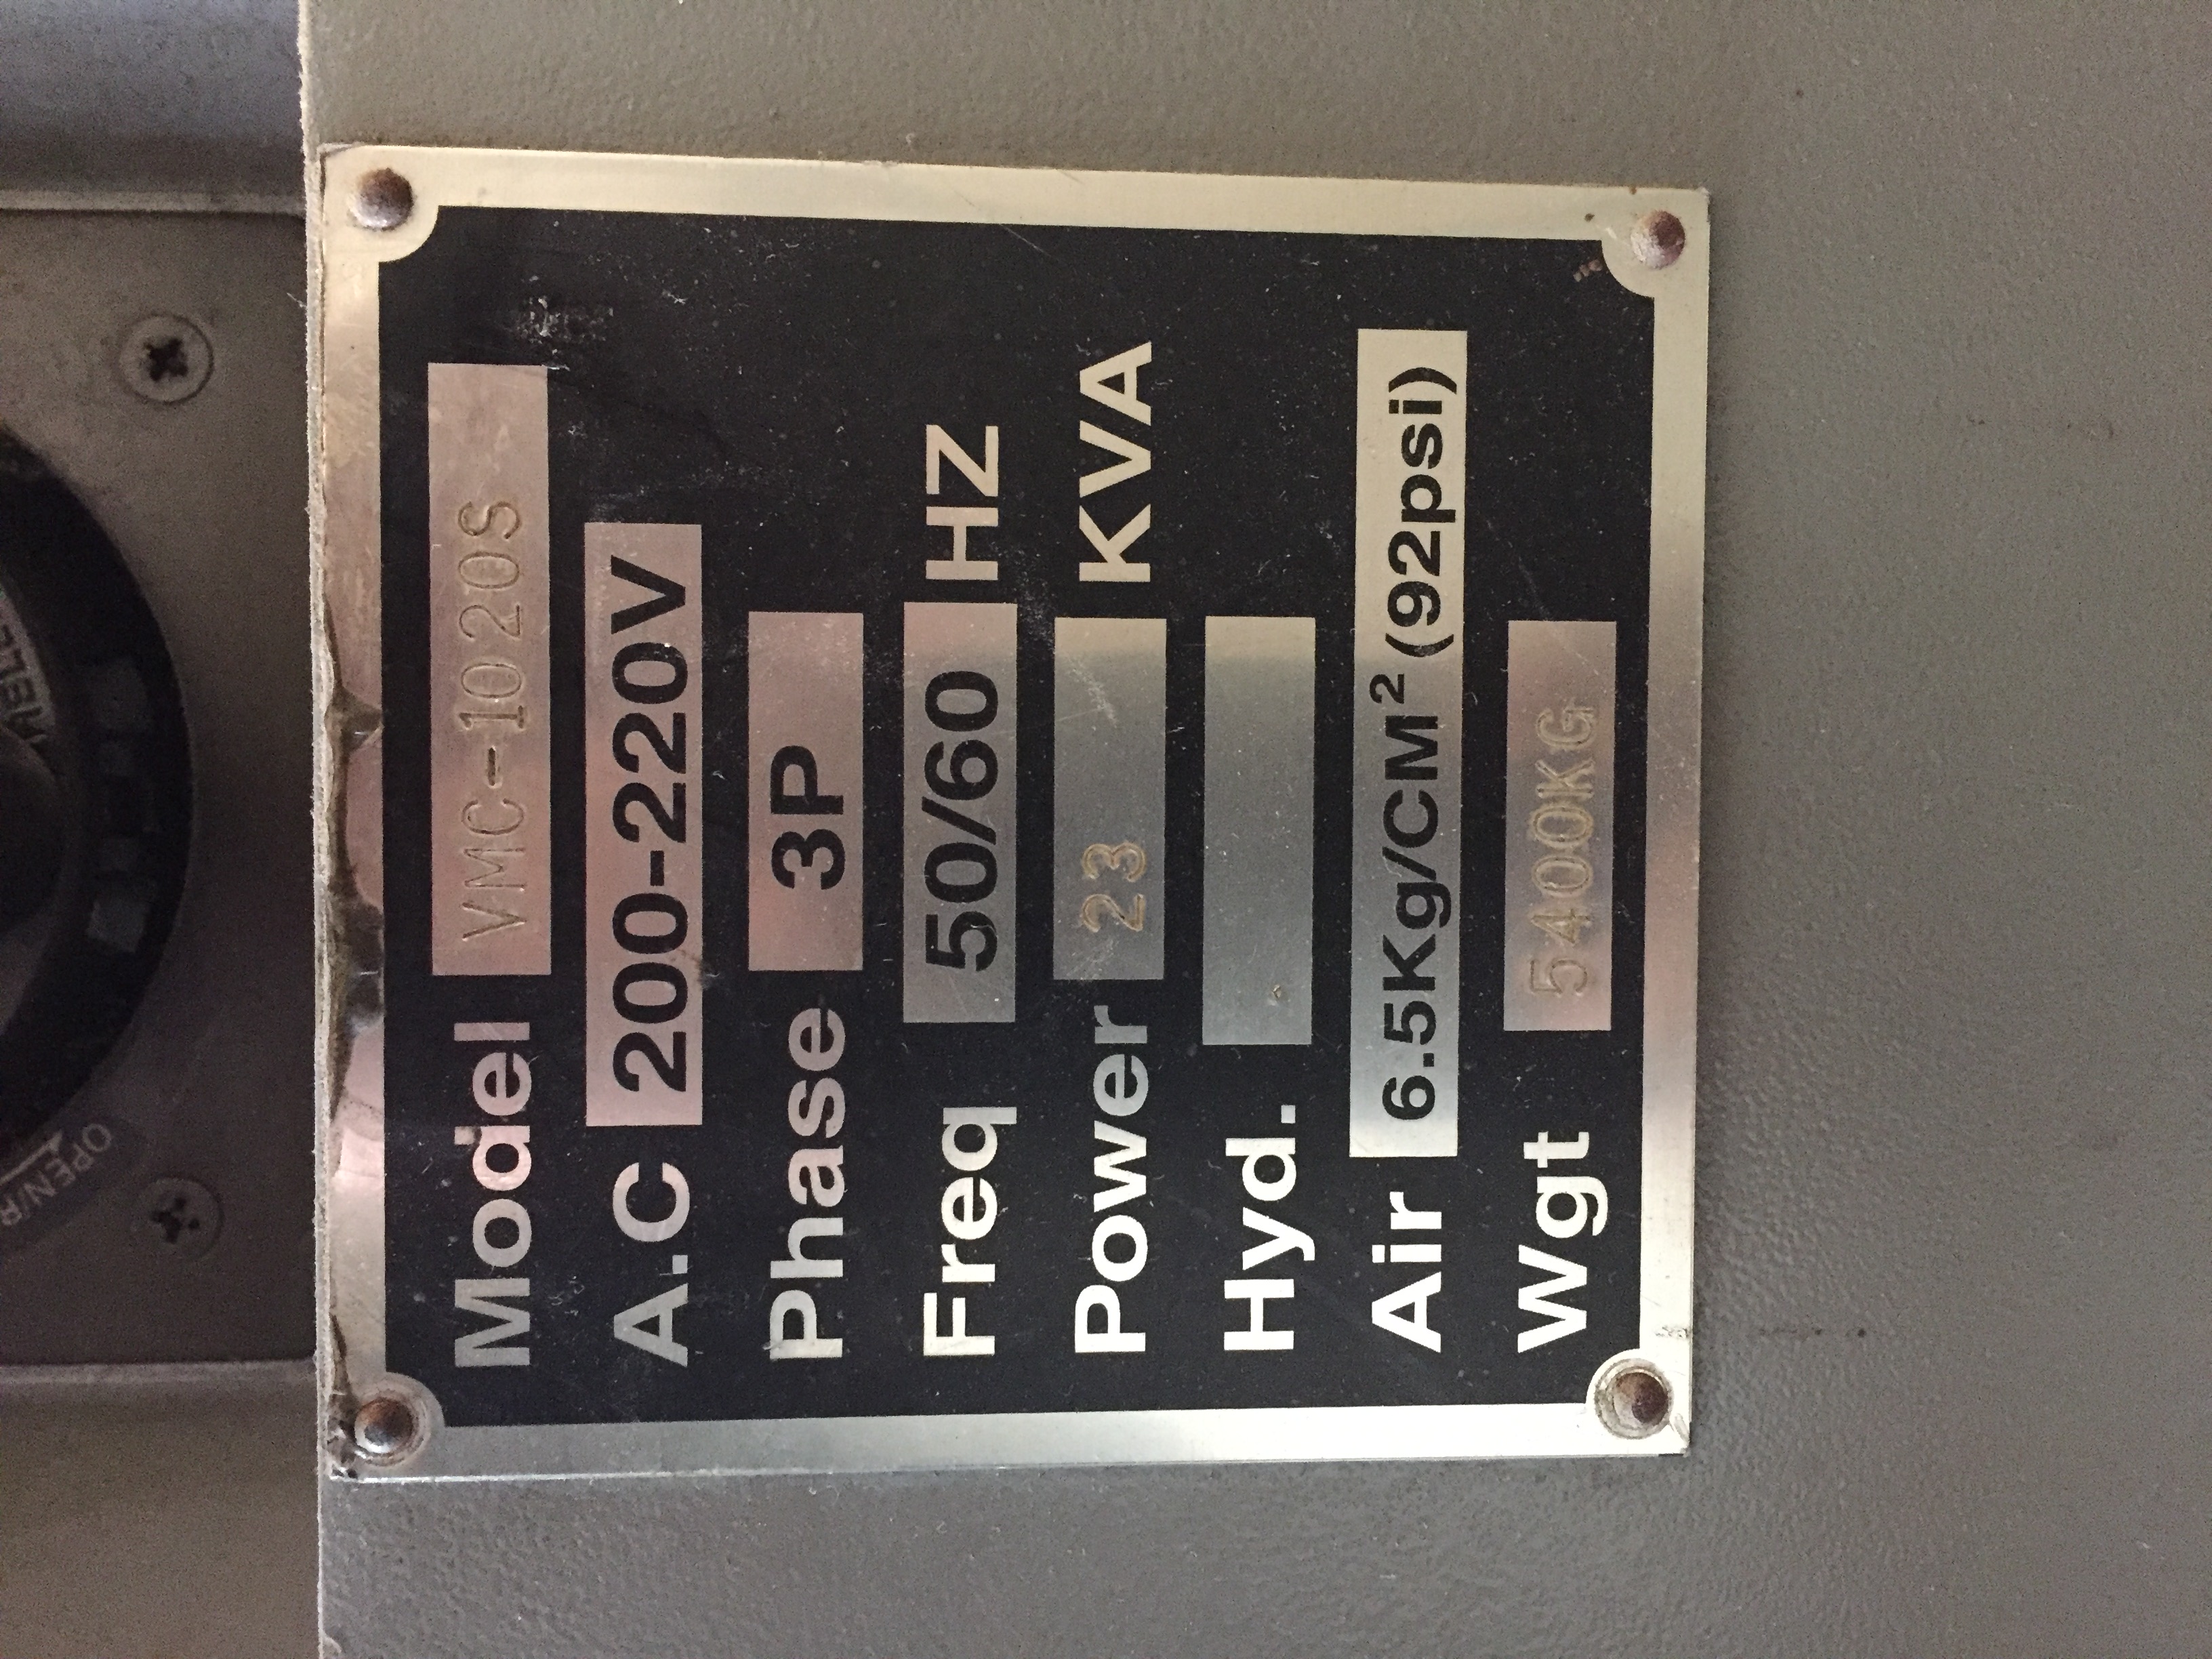 OPEN/R
Model VMC-1020S
A.C 200-220V
Phase 3P
Freq 50/60 HZ
Power 23 KVA
Hyd.
Air 6.5Kg/CM² (92psi)
Wgt 5400KG